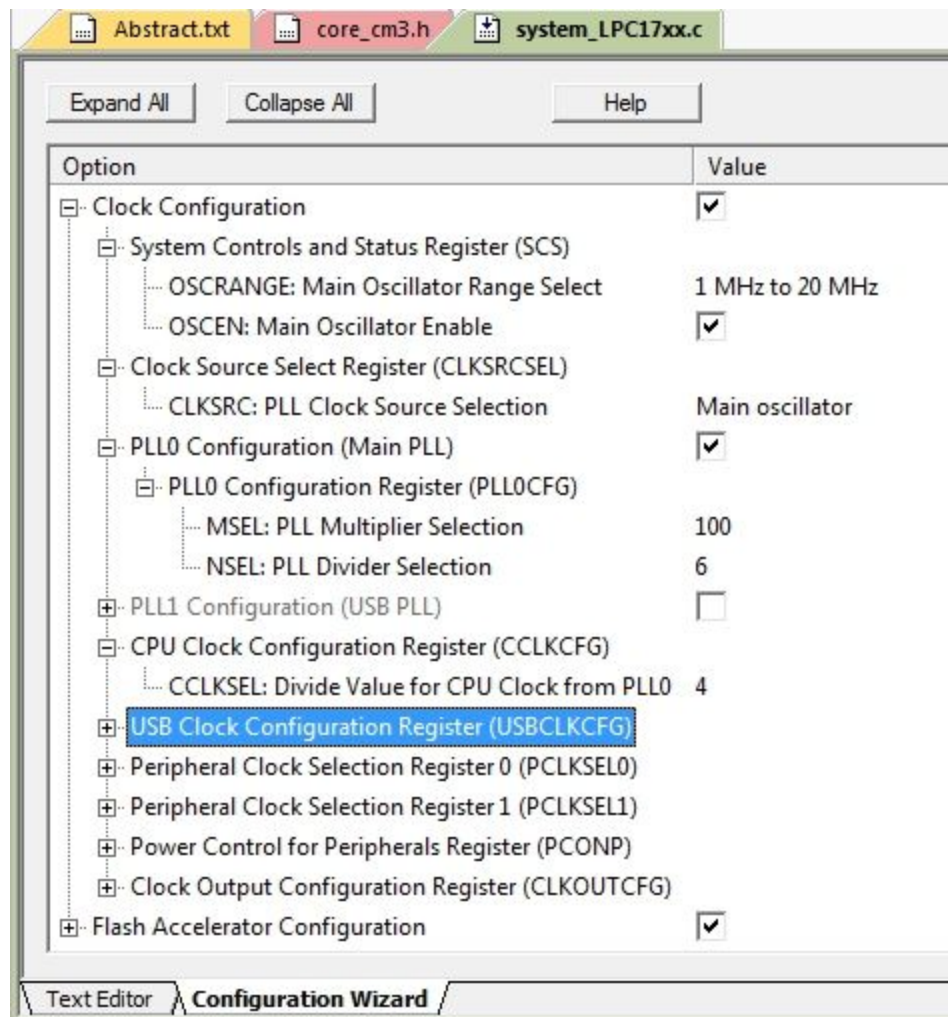 Abstract.txt core_cm3.h system_LPC17xx.c
Expand All Collapse All Help
Option Value
Clock Configuration
System Controls and Status Register (SCS)
OSCRANGE: Main Oscillator Range Select 1 MHz to 20 MHz
OSCEN: Main Oscillator Enable
Clock Source Select Register (CLKSRCSEL)
CLKSRC: PLL Clock Source Selection Main oscillator
PLL0 Configuration (Main PLL)
PLL0 Configuration Register (PLL0CFG)
MSEL: PLL Multiplier Selection 100
NSEL: PLL Divider Selection 6
PLL1 Configuration (USB PLL)
CPU Clock Configuration Register (CCLKCFG)
CCLKSEL: Divide Value for CPU Clock from PLL0 4
USB Clock Configuration Register (USBCLKCFG)
Peripheral Clock Selection Register 0 (PCLKSEL0)
Peripheral Clock Selection Register 1 (PCLKSEL1)
Power Control for Peripherals Register (PCONP)
Clock Output Configuration Register (CLKOUTCFG)
Flash Accelerator Configuration
Text Editor Configuration Wizard